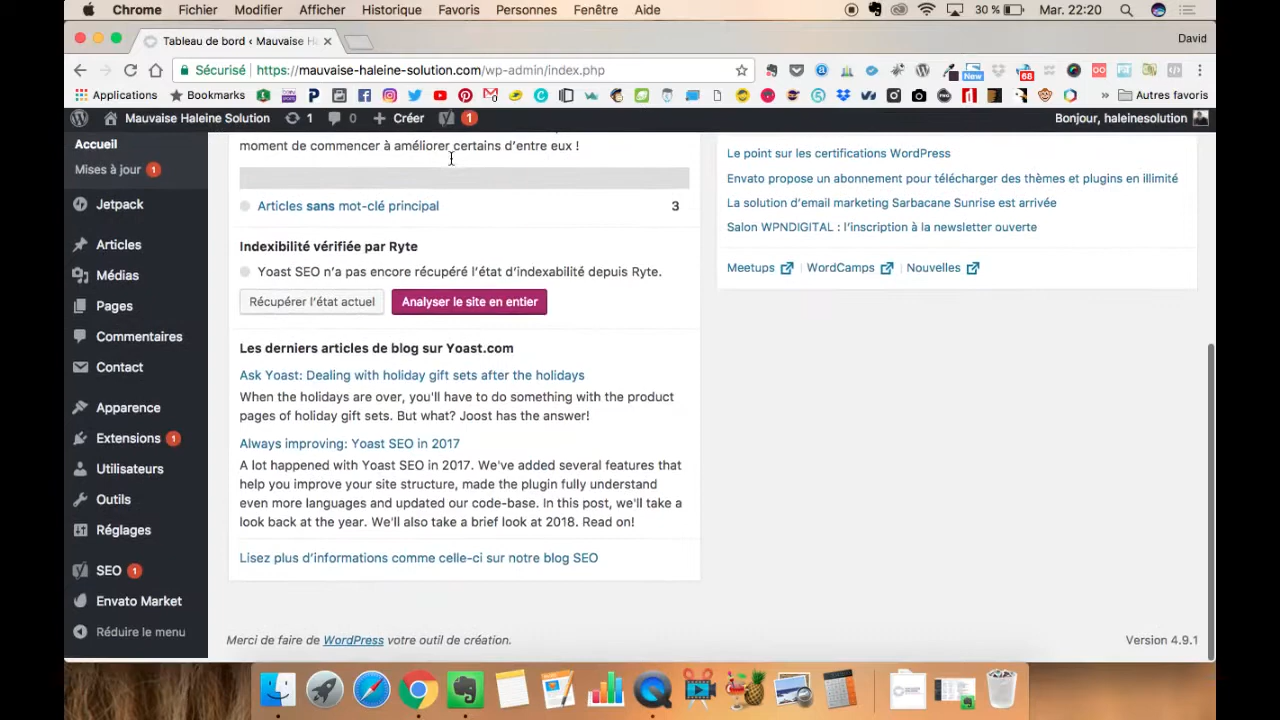 Chrome Fichier Modifier Afficher Historique Favoris Personnes Fenêtre Aide 30 % Mar. 22:20
Tableau de bord ‹ Mauvaise Ha
David
Sécurisé https://mauvaise-haleine-solution.com/wp-admin/index.php
New
68
Applications Bookmarks » Autres favoris
Mauvaise Haleine Solution 1 0 Créer 1 Bonjour, haleinesolution
Accueil
Mises à jour 1
Jetpack
Articles
Médias
Pages
Commentaires
Contact
Apparence
Extensions 1
Utilisateurs
Outils
Réglages
SEO 1
Envato Market
Réduire le menu
moment de commencer à améliorer certains d’entre eux !
Articles sans mot-clé principal 3
Indexibilité vérifiée par Ryte
Yoast SEO n’a pas encore récupéré l’état d’indexabilité depuis Ryte.
Récupérer l’état actuel Analyser le site en entier
Les derniers articles de blog sur Yoast.com
Ask Yoast: Dealing with holiday gift sets after the holidays
When the holidays are over, you'll have to do something with the product
pages of holiday gift sets. But what? Joost has the answer!
Always improving: Yoast SEO in 2017
A lot happened with Yoast SEO in 2017. We've added several features that
help you improve your site structure, made the plugin fully understand
even more languages and updated our code-base. In this post, we'll take a
look back at the year. We'll also take a brief look at 2018. Read on!
Lisez plus d’informations comme celle-ci sur notre blog SEO
Le point sur les certifications WordPress
Envato propose un abonnement pour télécharger des thèmes et plugins en illimité
La solution d’email marketing Sarbacane Sunrise est arrivée
Salon WPNDIGITAL : l’inscription à la newsletter ouverte
Meetups WordCamps Nouvelles
Merci de faire de WordPress votre outil de création. Version 4.9.1